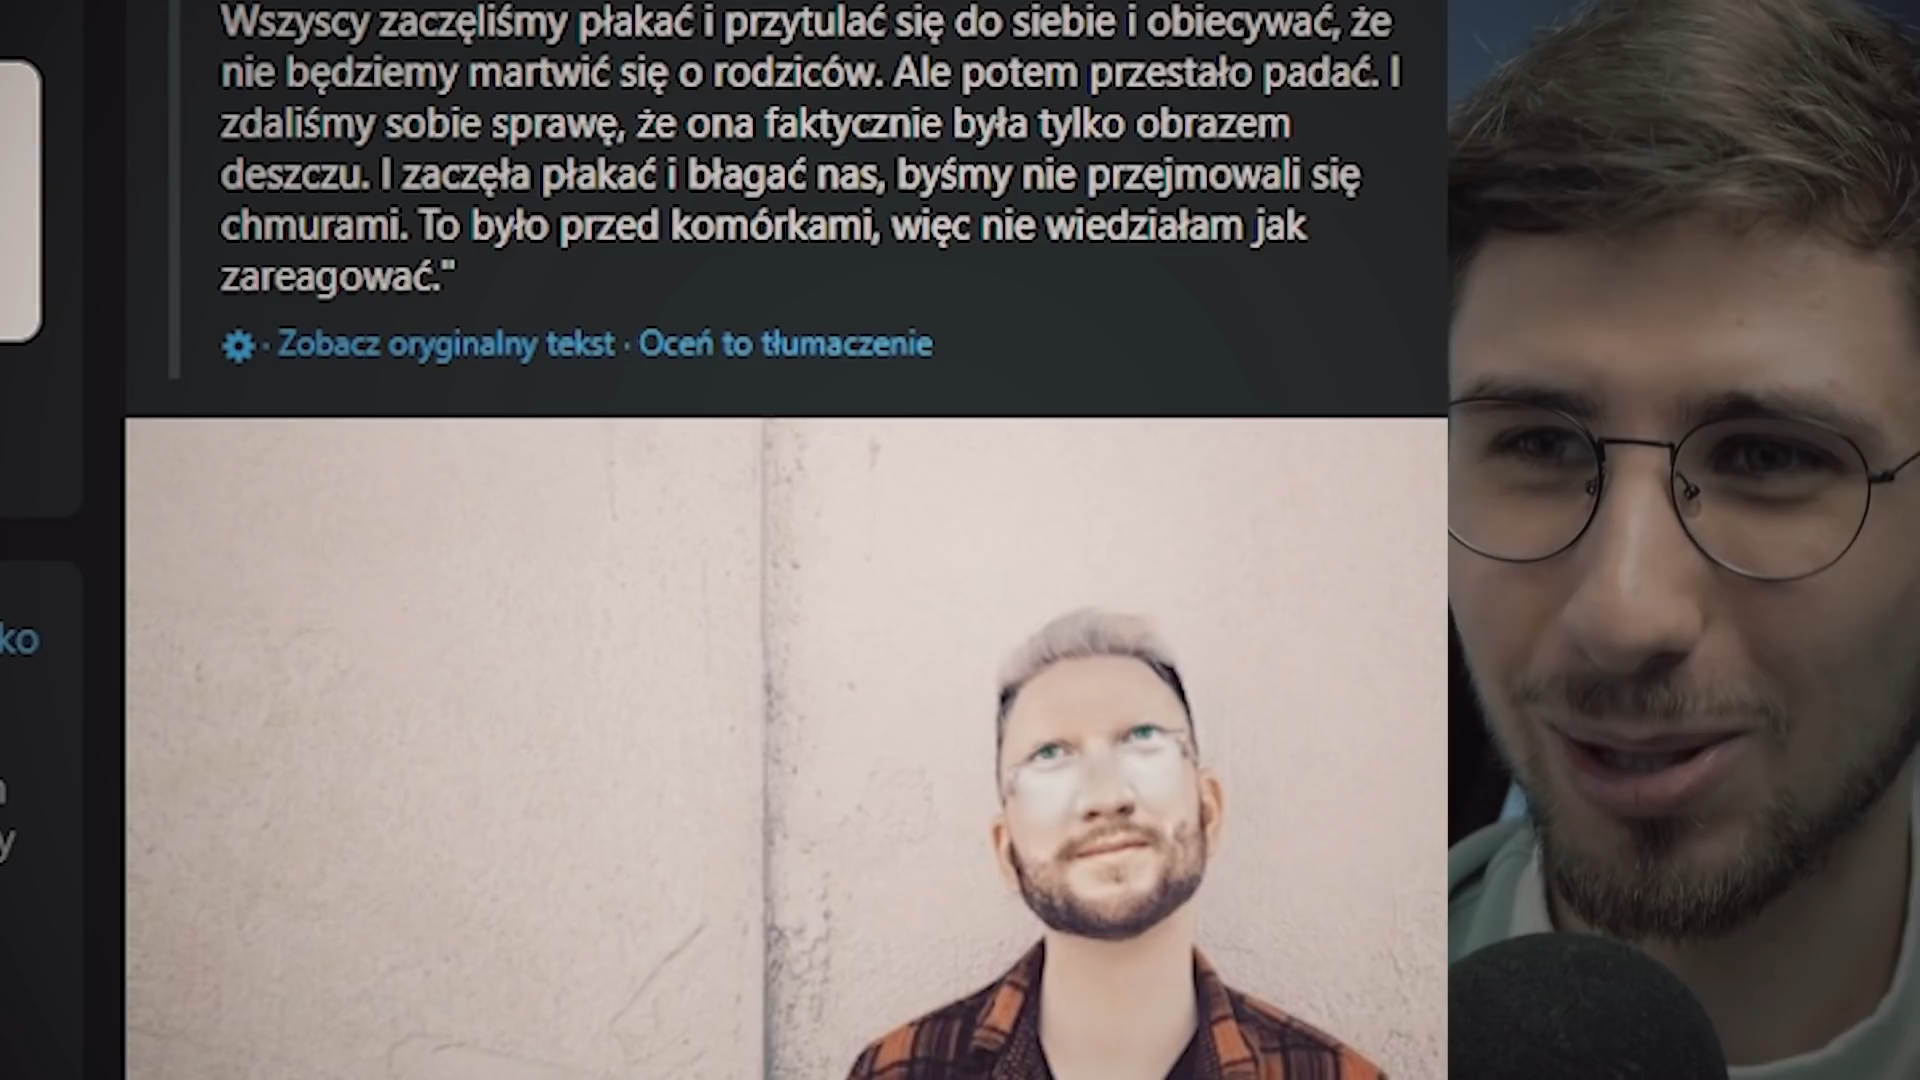 Wszyscy zaczęliśmy płakać i przytulać się do siebie i obiecywać, że
nie będziemy martwić się o rodziców. Ale potem przestało padać. I
zdaliśmy sobie sprawę, że ona faktycznie była tylko obrazem
deszczu. I zaczęła płakać i błagać nas, byśmy nie przejmowali się
chmurami. To było przed komórkami, więc nie wiedziałam jak
zareagować."
· Zobacz oryginalny tekst · Oceń to tłumaczenie
ko
y